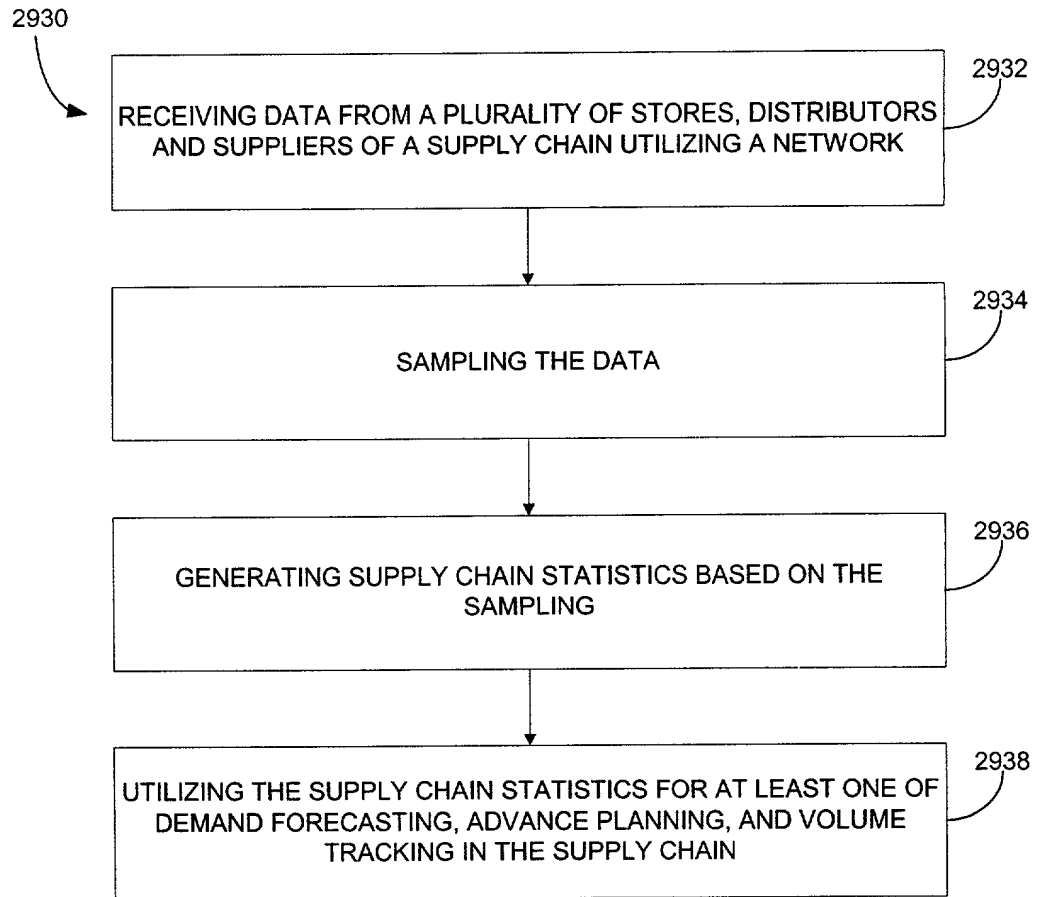 2930
2932
RECEIVING DATA FROM A PLURALITY OF STORES, DISTRIBUTORS
AND SUPPLIERS OF A SUPPLY CHAIN UTILIZING A NETWORK
2934
SAMPLING THE DATA
2936
GENERATING SUPPLY CHAIN STATISTICS BASED ON THE
SAMPLING
2938
UTILIZING THE SUPPLY CHAIN STATISTICS FOR AT LEAST ONE OF
DEMAND FORECASTING, ADVANCE PLANNING, AND VOLUME
TRACKING IN THE SUPPLY CHAIN